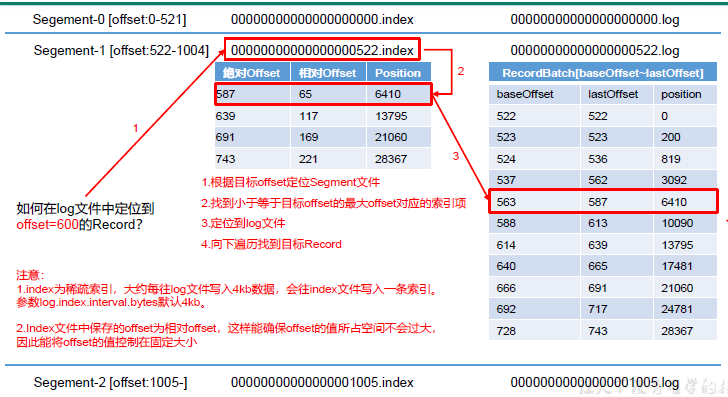 Segement-0 [offset:0-521] 00000000000000000000.index 00000000000000000000.log
Segement-1 [offset:522-1004] 00000000000000000522.index 00000000000000000522.log
绝对Offset 相对Offset Position
587 65 6410
639 117 13795
691 169 21060
743 221 28367
RecordBatch[baseOffset~lastOffset]
baseOffset lastOffset position
522 522 0
523 523 200
524 536 819
537 562 3092
563 587 6410
588 613 10090
614 639 13795
640 665 17481
666 691 21060
692 717 24781
728 743 28367
1
2
3
如何在log文件中定位到
offset=600的Record?
1.根据目标offset定位Segment文件
2.找到小于等于目标offset的最大offset对应的索引项
3.定位到log文件
4.向下遍历找到目标Record
注意:
1.index为稀疏索引，大约每往log文件写入4kb数据，会往index文件写入一条索引。
参数log.index.interval.bytes默认4kb。
2.Index文件中保存的offset为相对offset，这样能确保offset的值所占空间不会过大，
因此能将offset的值控制在固定大小
Segement-2 [offset:1005-] 00000000000000001005.index 00000000000000001005.log